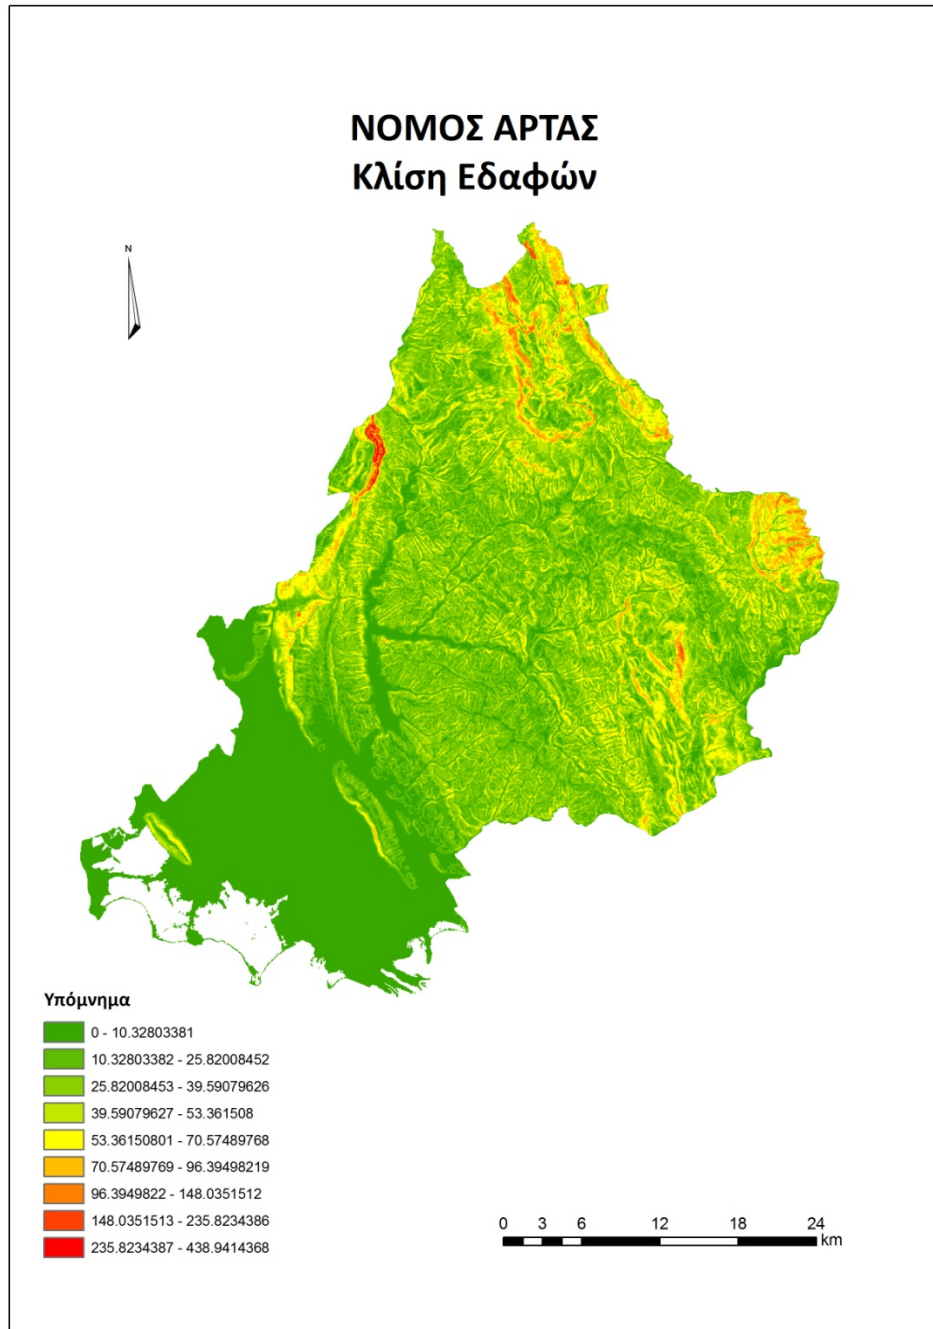 ΝΟΜΟΣ ΑΡΤΑΣ
Κλίση Εδαφών
N
Υπόμνημα
0 - 10.32803381
10.32803382 - 25.82008452
25.82008453 - 39.59079626
39.59079627 - 53.361508
53.36150801 - 70.57489768
70.57489769 - 96.39498219
96.3949822 - 148.0351512
148.0351513 - 235.8234386
235.8234387 - 438.9414368
0 3 6 12 18 24
km